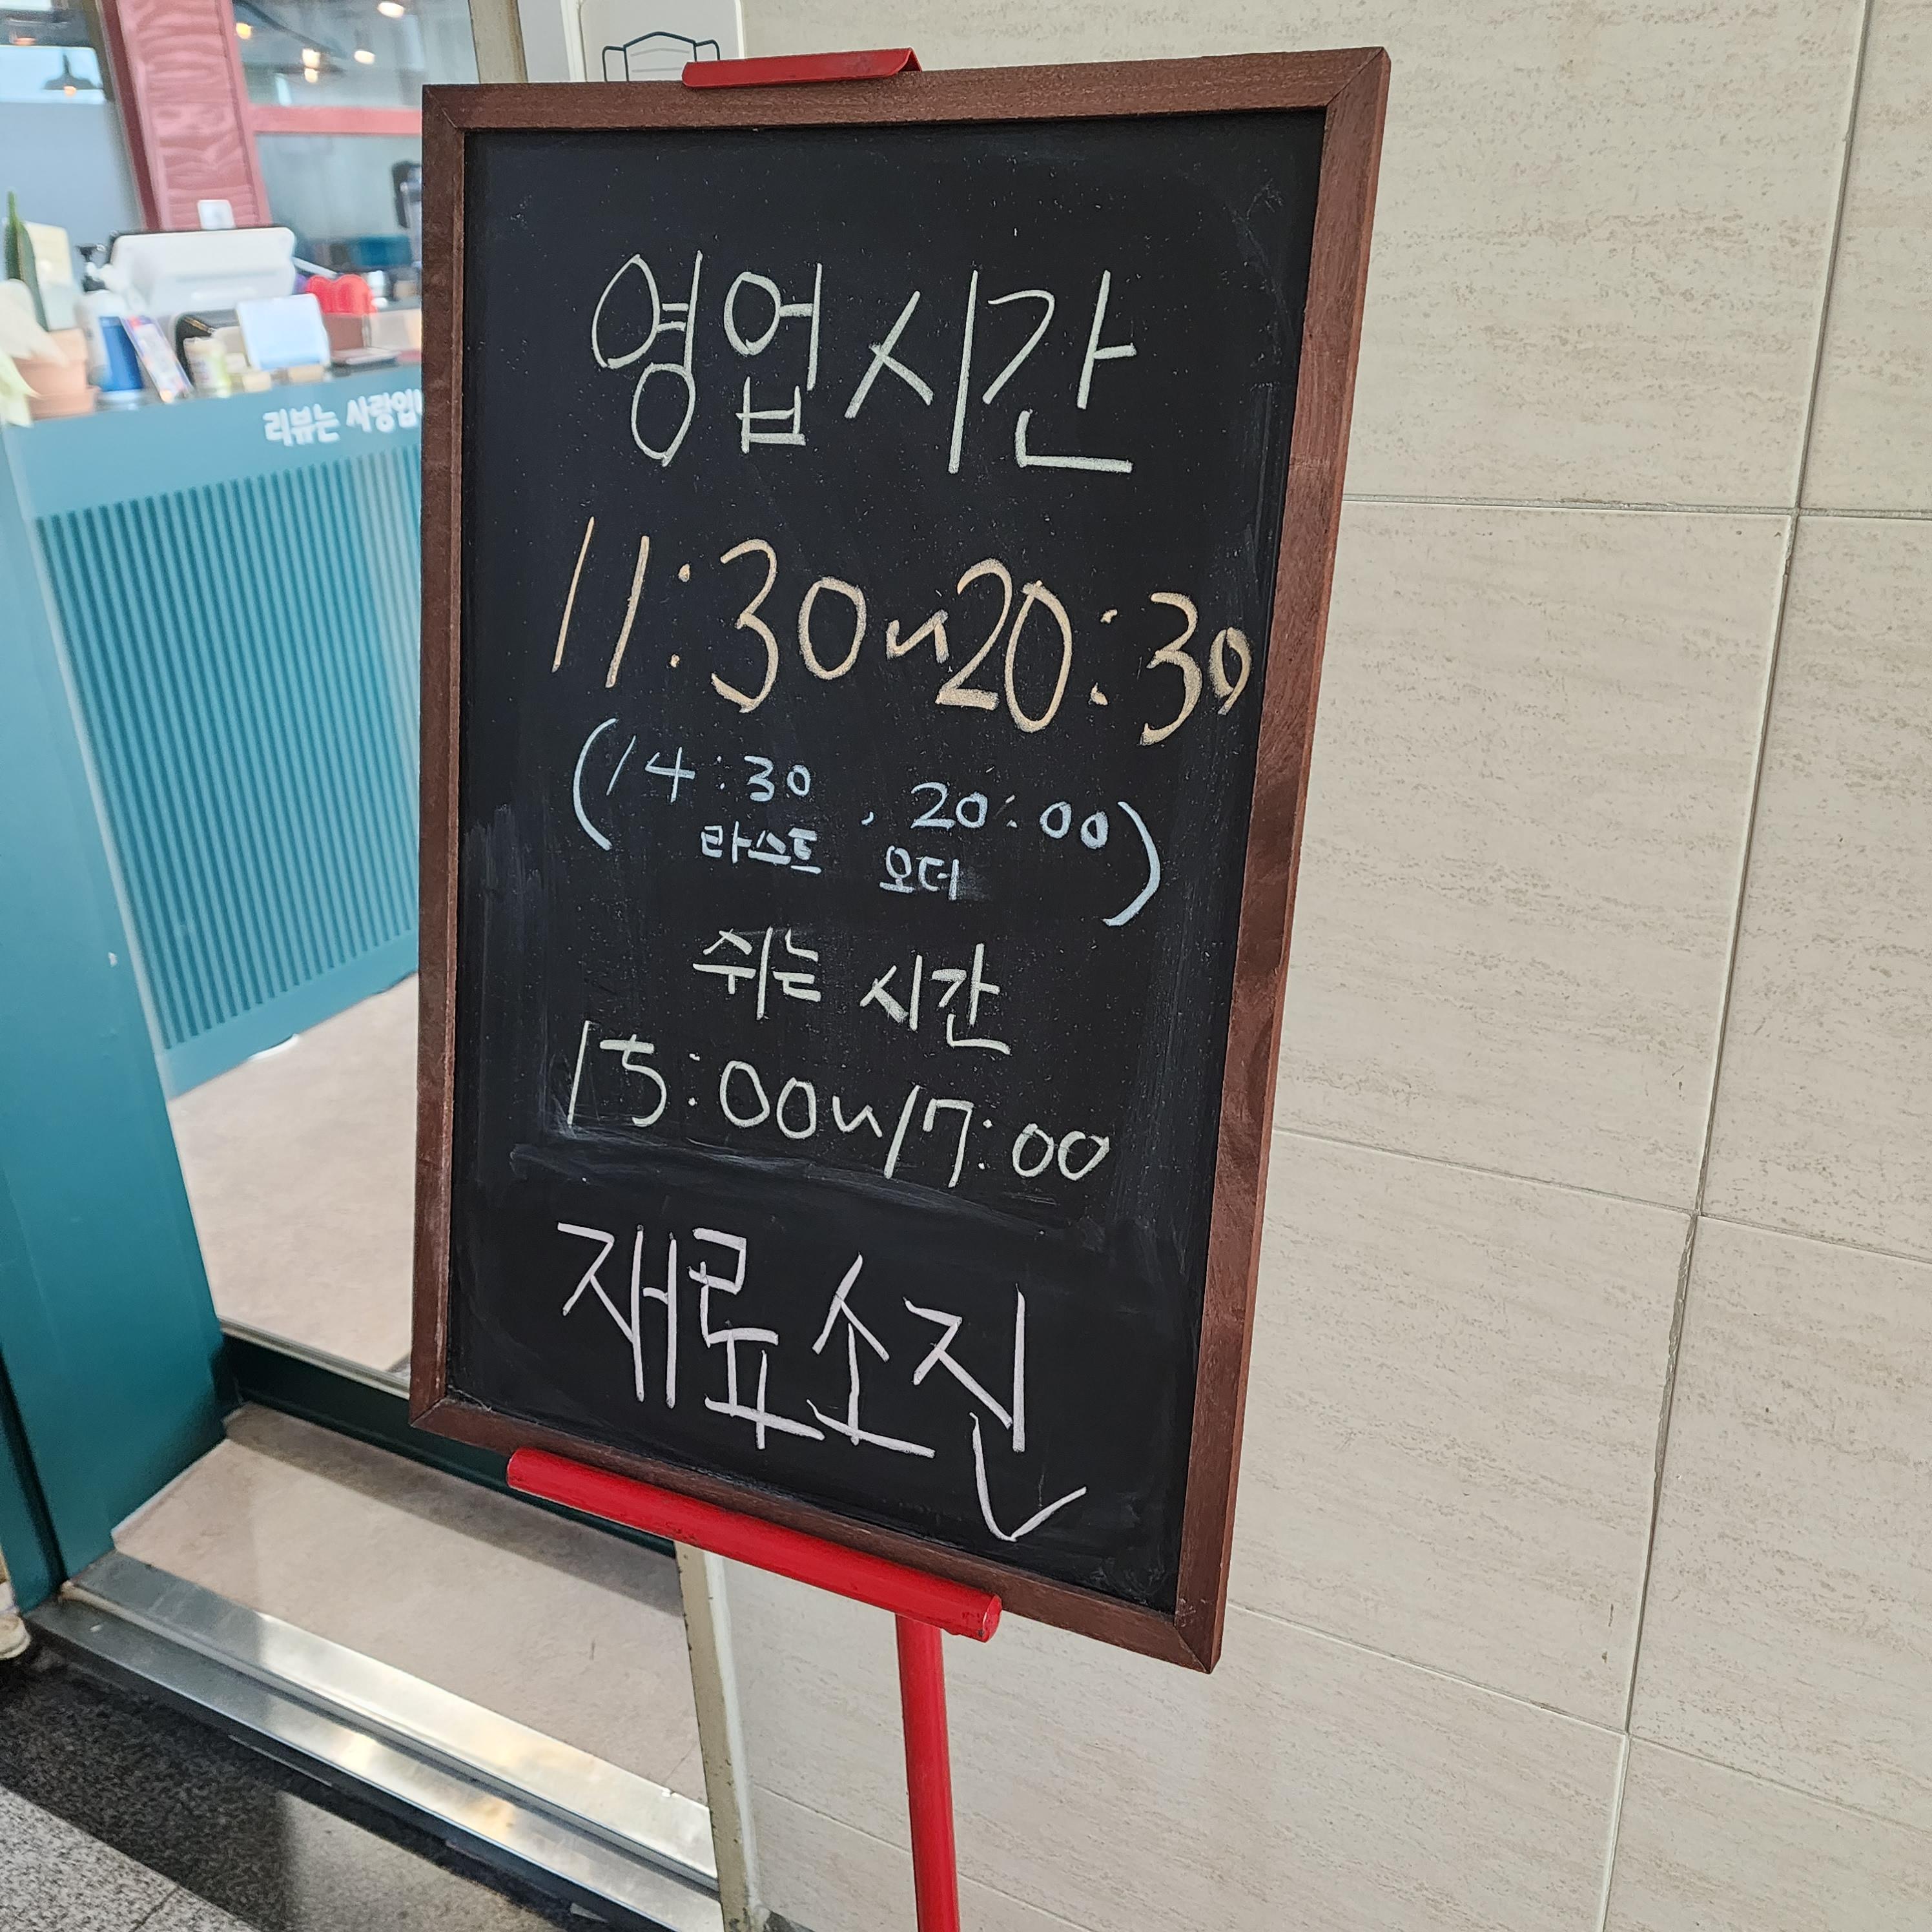 리뷰는 사랑입니
영업시간
11:30~20:30
(14:30, 20:00)
라스트 오더
쉬는 시간
15:00~17:00
재료소진